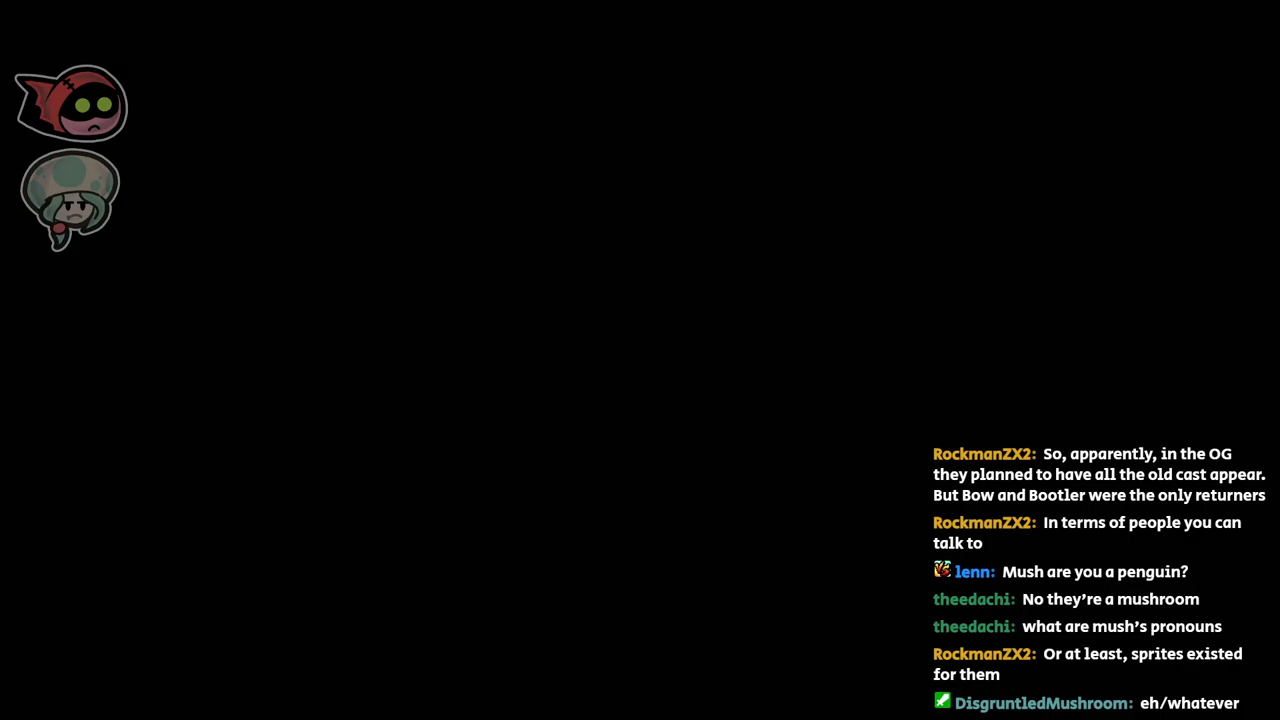 RockmanZX2: So, apparently, in the OG
they planned to have all the old cast appear.
But Bow and Bootler were the only returners
RockmanZX2: In terms of people you can
talk to
lenn: Mush are you a penguin?
theedachi: No they're a mushroom
theedachi: what are mush's pronouns
RockmanZX2: Or at least, sprites existed
for them
DisgruntledMushroom: eh/whatever